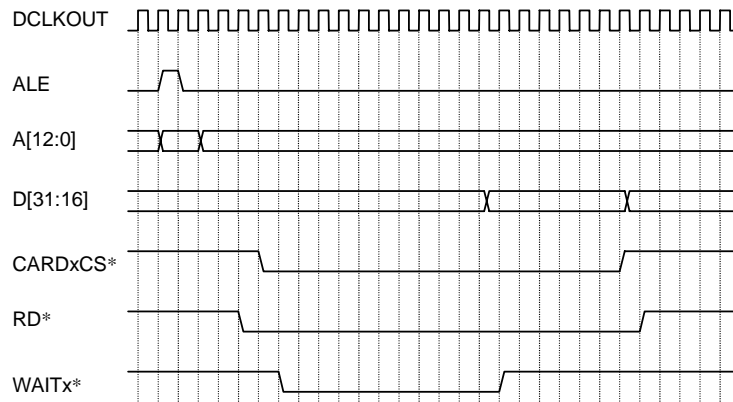 DCLKOUT
ALE
A[12:0]
D[31:16]
CARDxCS*
RD*
WAITx*